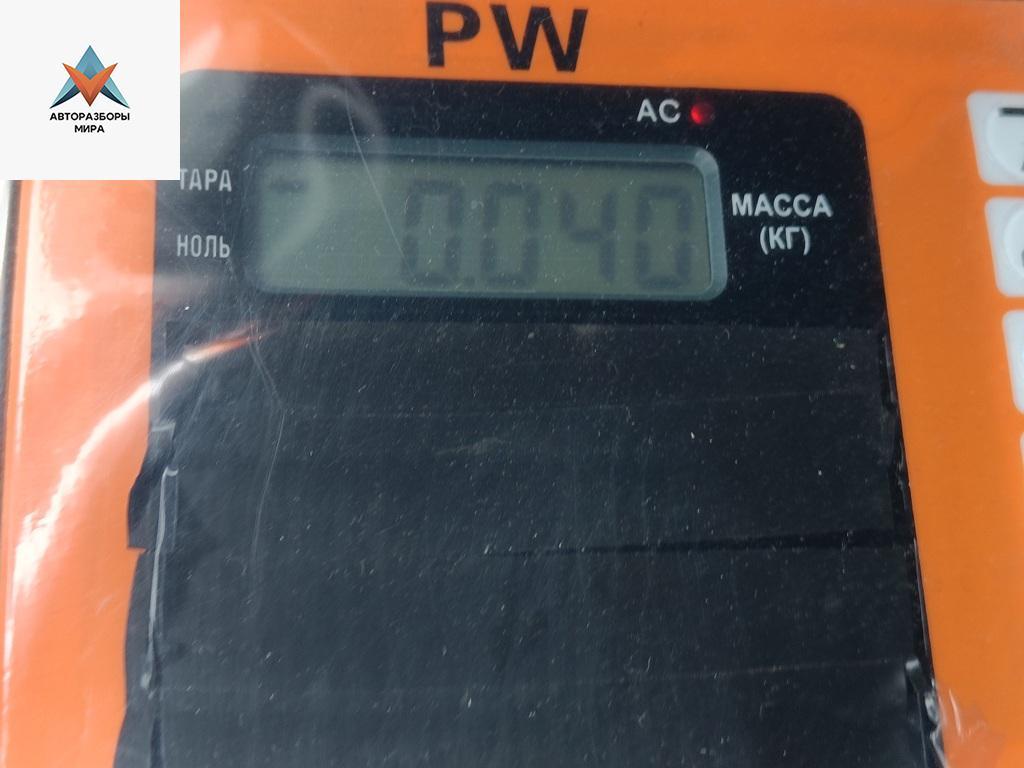 PW
АВТОРАЗБОРЫ
МИРА
AC
ТАРА
0.040
МАССА
(КГ)
НОЛЬ